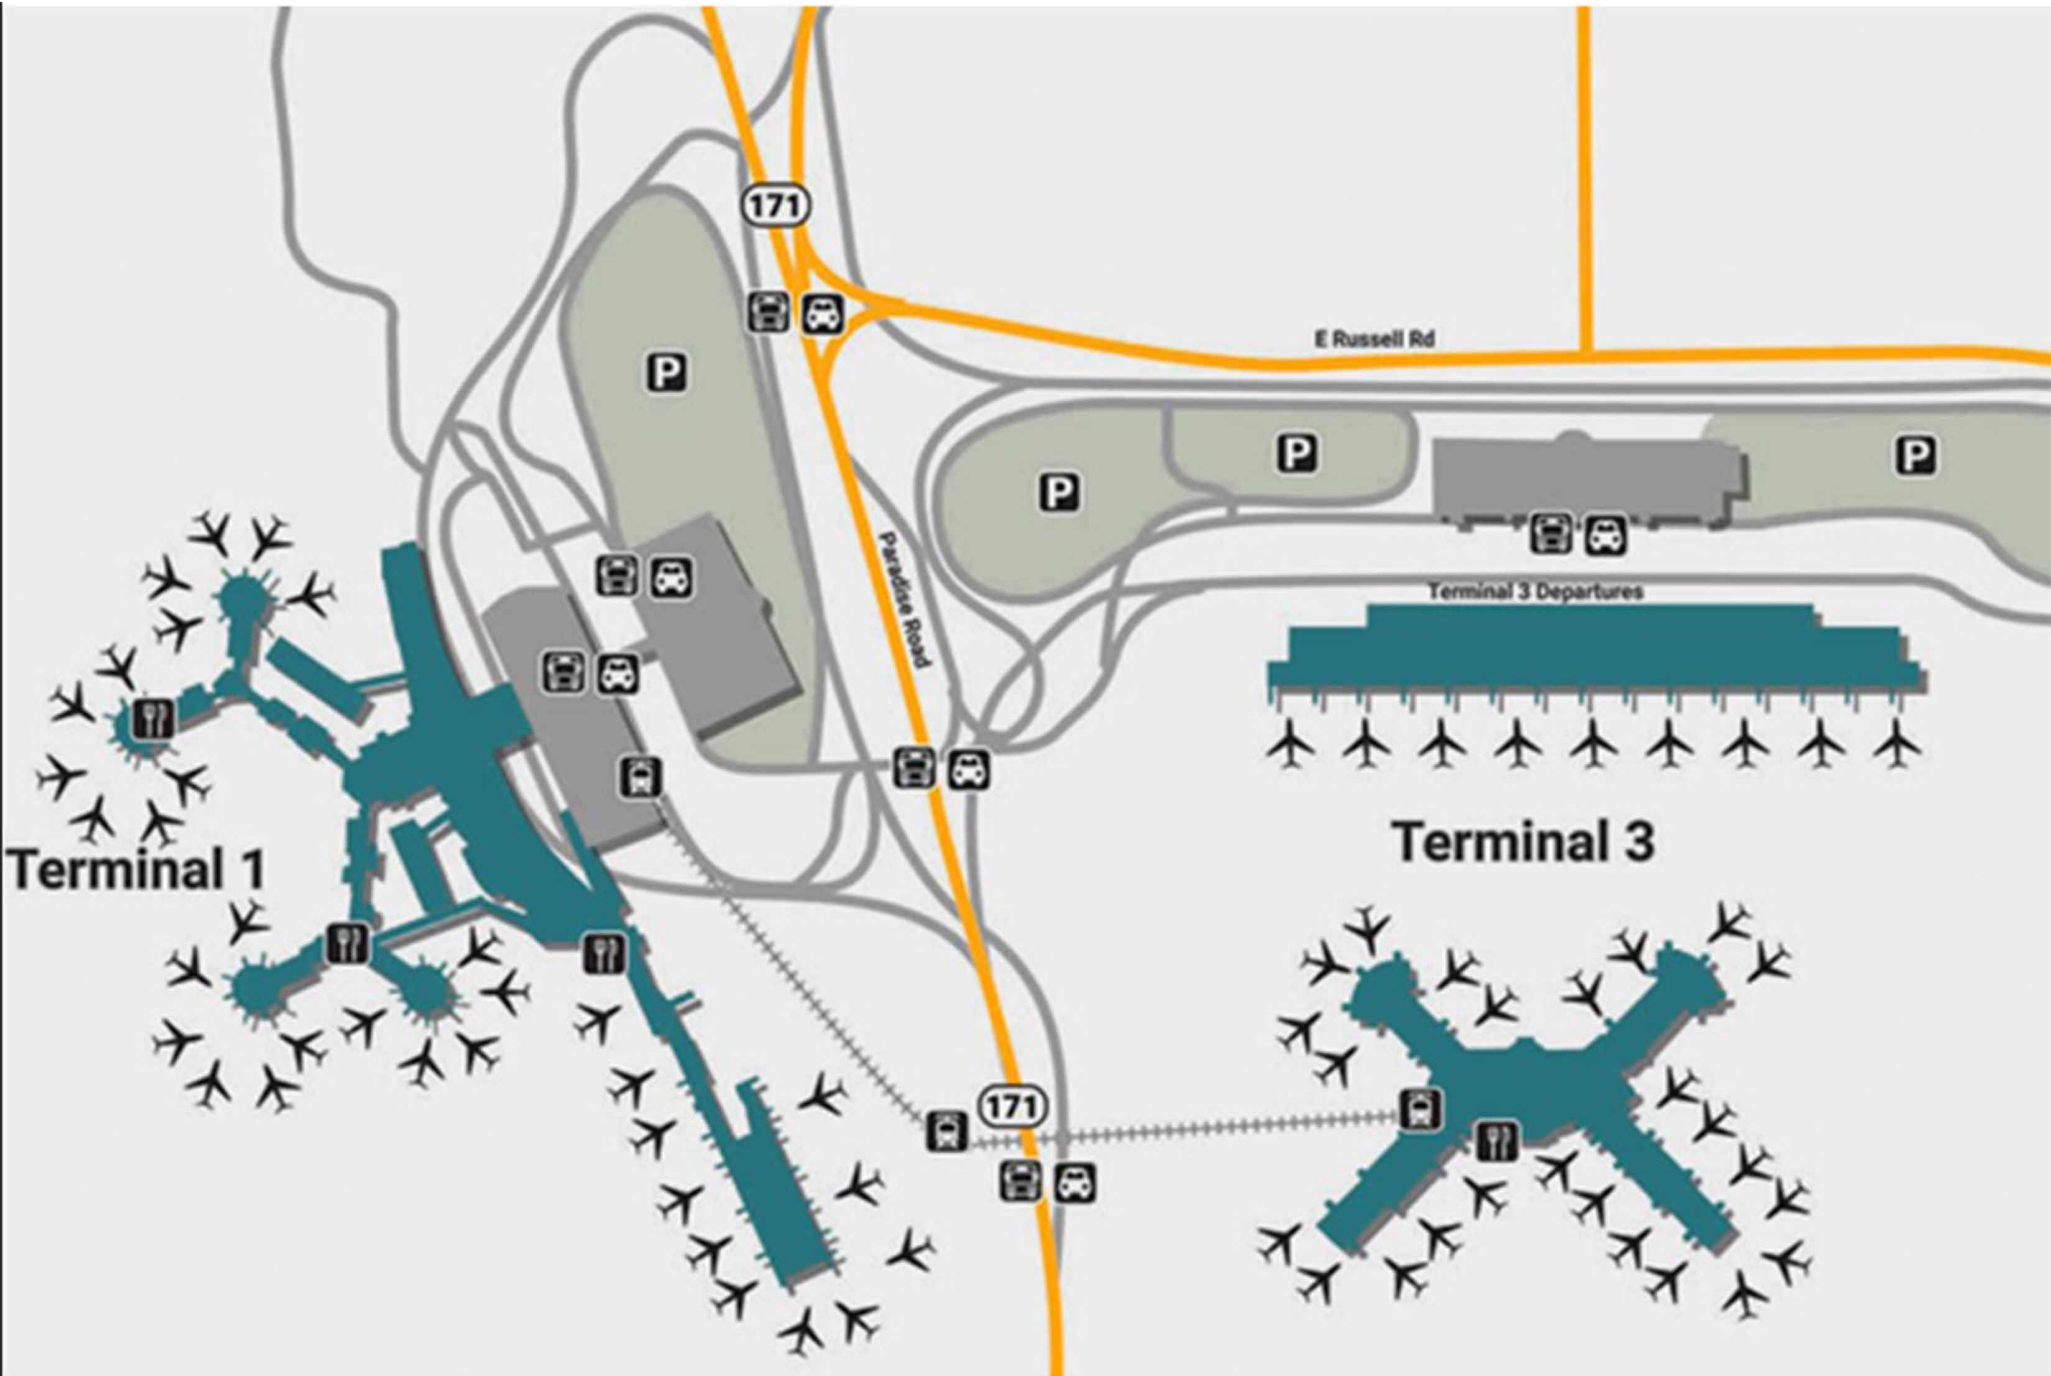 171
E Russell Rd
P
P
P
P
Paradise Road
Terminal 3 Departures
Terminal 3
Terminal 1
171